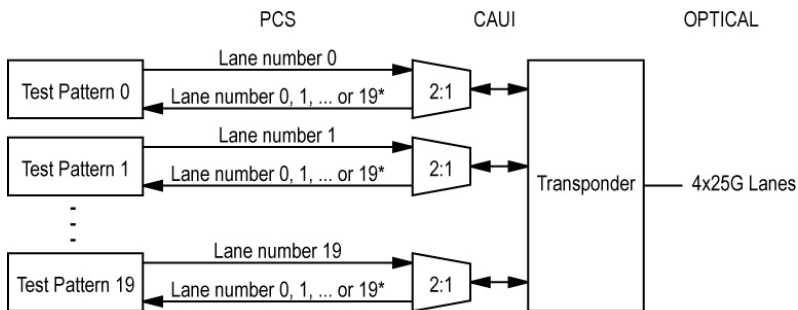 PCS CAUI OPTICAL
Lane number 0
Test Pattern 0
2:1
Lane number 0, 1, ... or 19*
Lane number 1
Test Pattern 1
2:1
Lane number 0, 1, ... or 19*
Transponder
4x25G Lanes
Lane number 19
Test Pattern 19
2:1
Lane number 0, 1, ... or 19*